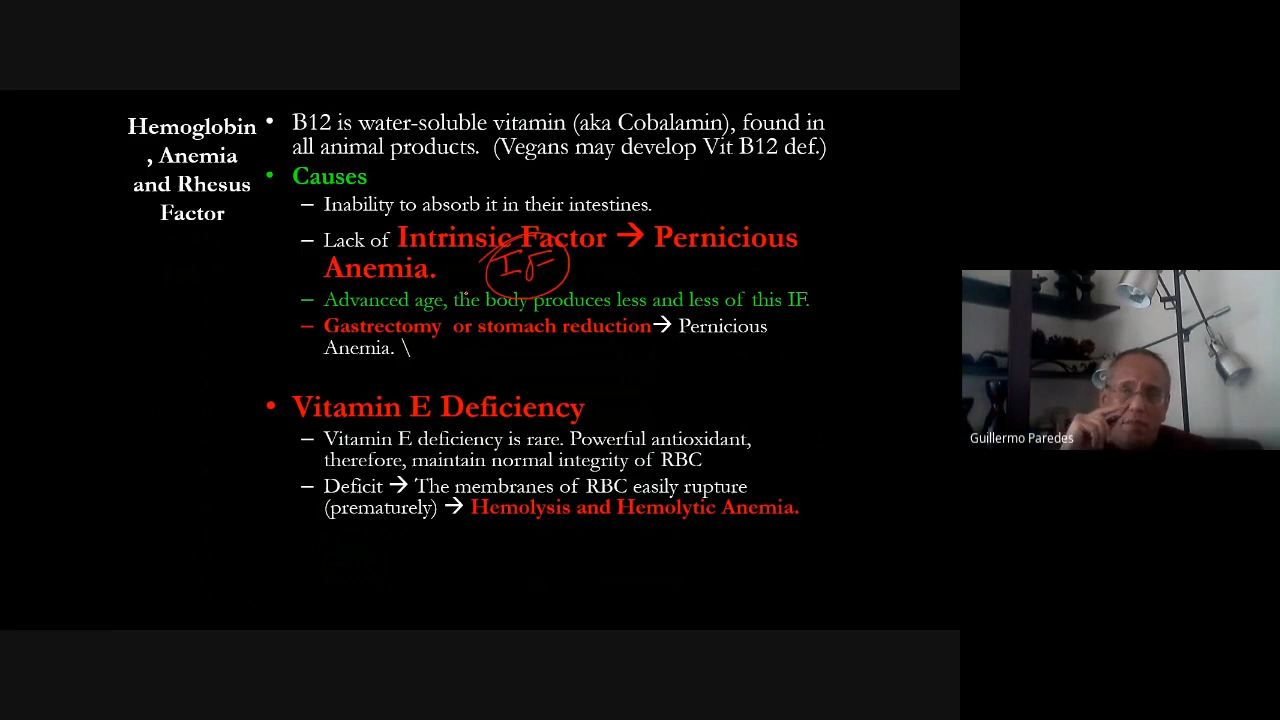 Hemoglobin
, Anemia
and Rhesus
Factor
• B12 is water-soluble vitamin (aka Cobalamin), found in
all animal products. (Vegans may develop Vit B12 def.)
• Causes
– Inability to absorb it in their intestines.
– Lack of Intrinsic Factor → Pernicious
Anemia.
IF
– Advanced age, the body produces less and less of this IF.
– Gastrectomy or stomach reduction→ Pernicious
Anemia. \
• Vitamin E Deficiency
– Vitamin E deficiency is rare. Powerful antioxidant,
therefore, maintain normal integrity of RBC
– Deficit → The membranes of RBC easily rupture
(prematurely) → Hemolysis and Hemolytic Anemia.
Guillermo Paredes